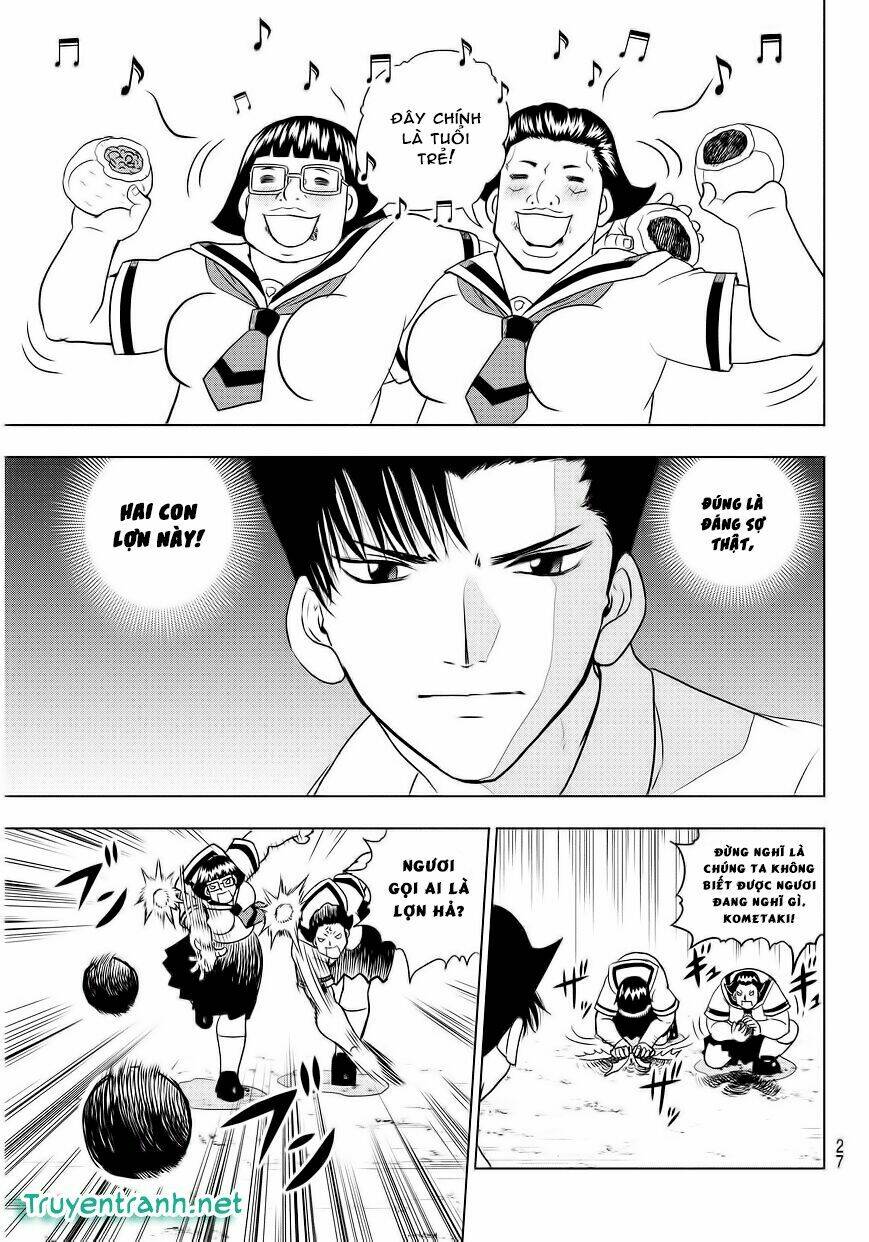 ĐÂY CHÍNH
LÀ TUỔI
TRẺ!
ĐÚNG LÀ
ĐÁNG SỢ
THẬT,
HAI CON
LỢN NÀY!
ĐỪNG NGHĨ LÀ
CHÚNG TA KHÔNG
BIẾT ĐƯỢC NGƯƠI
ĐANG NGHĨ GÌ,
KOMETAKI!
NGƯƠI
GỌI AI LÀ
LỢN HẢ?
27
Truyentranh.net